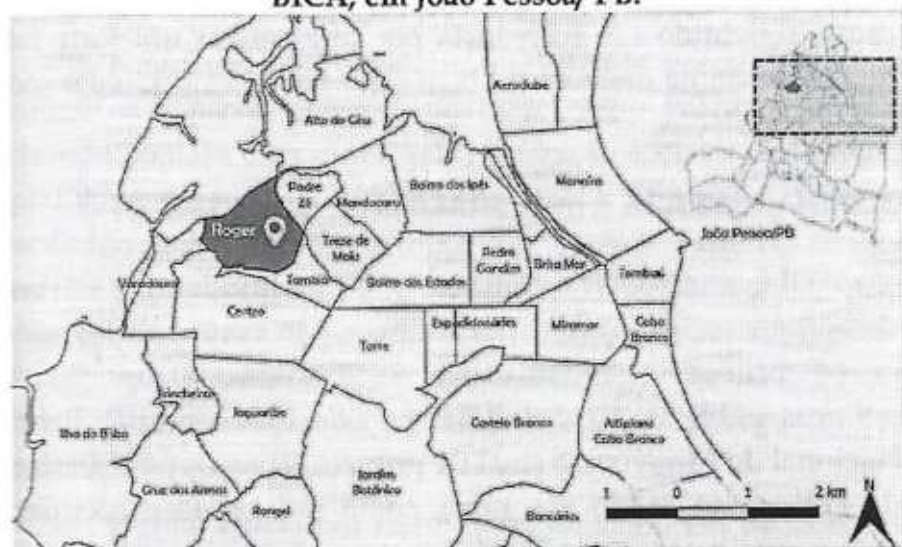 BICA, em João Pessoa/PB.
Aeroclube
Alto do Céu
Padre
Zé
Mandacaru
Bairro dos Ipês
Manaíra
Roger
Treze de
Maio
João Pessoa/PB
Varadouro
Tambiá
Bairro dos Estados
Pedro
Gondim
Brisa Mar
Tambaú
Centro
Torre
Expedicionários
Miramar
Cabo
Branco
Trincheiras
Jaguaribe
Ilha do Bispo
Castelo Branco
Altiplano
Cabo Branco
Cruz das Armas
Jardim
Botânico
Rangel
Bancários
1 0 1 2 km
N